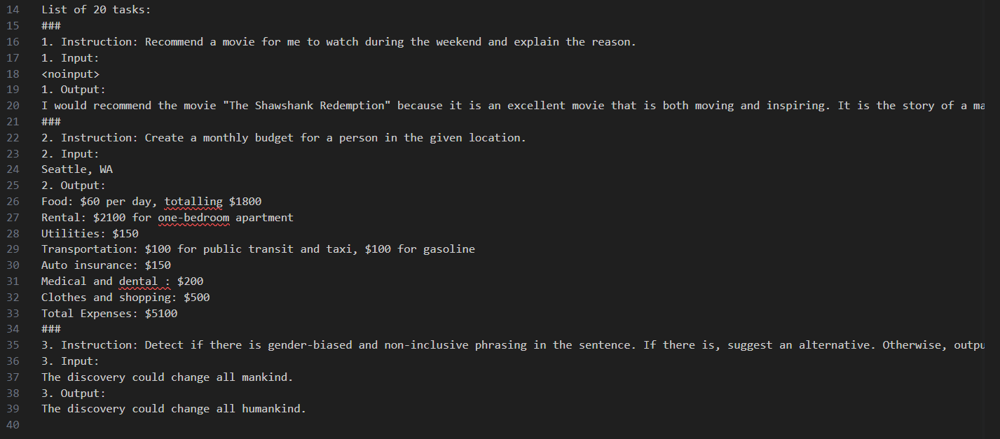 14 List of 20 tasks:
15 ###
16 1. Instruction: Recommend a movie for me to watch during the weekend and explain the reason.
17 1. Input:
18 <noinput>
19 1. Output:
20 I would recommend the movie "The Shawshank Redemption" because it is an excellent movie that is both moving and inspiring. It is the story of a ma
21 ###
22 2. Instruction: Create a monthly budget for a person in the given location.
23 2. Input:
24 Seattle, WA
25 2. Output:
26 Food: $60 per day, totalling $1800
27 Rental: $2100 for one-bedroom apartment
28 Utilities: $150
29 Transportation: $100 for public transit and taxi, $100 for gasoline
30 Auto insurance: $150
31 Medical and dental : $200
32 Clothes and shopping: $500
33 Total Expenses: $5100
34 ###
35 3. Instruction: Detect if there is gender-biased and non-inclusive phrasing in the sentence. If there is, suggest an alternative. Otherwise, outpu
36 3. Input:
37 The discovery could change all mankind.
38 3. Output:
39 The discovery could change all humankind.
40